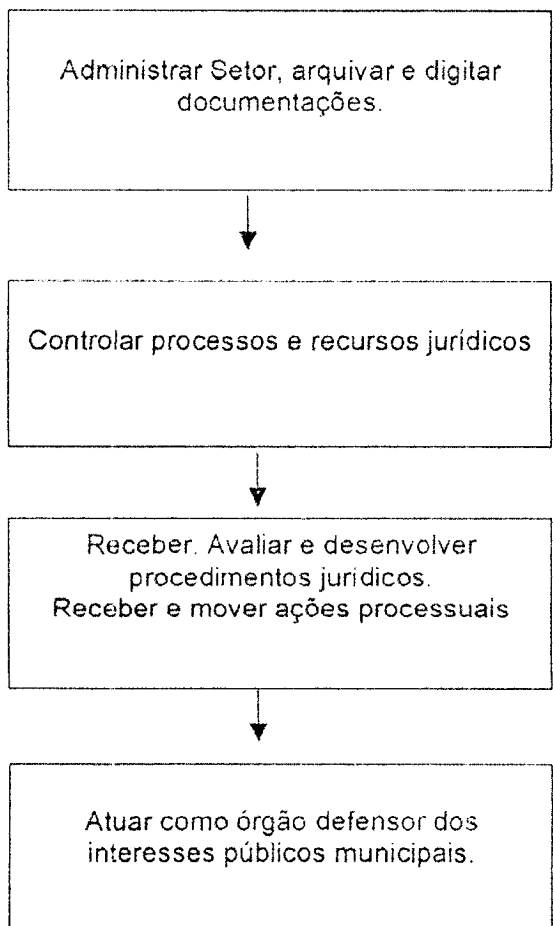 Administrar Setor, arquivar e digitar
documentações.
Controlar processos e recursos jurídicos
Receber. Avaliar e desenvolver
procedimentos jurídicos.
Receber e mover ações processuais
Atuar como órgão defensor dos
interesses públicos municipais.